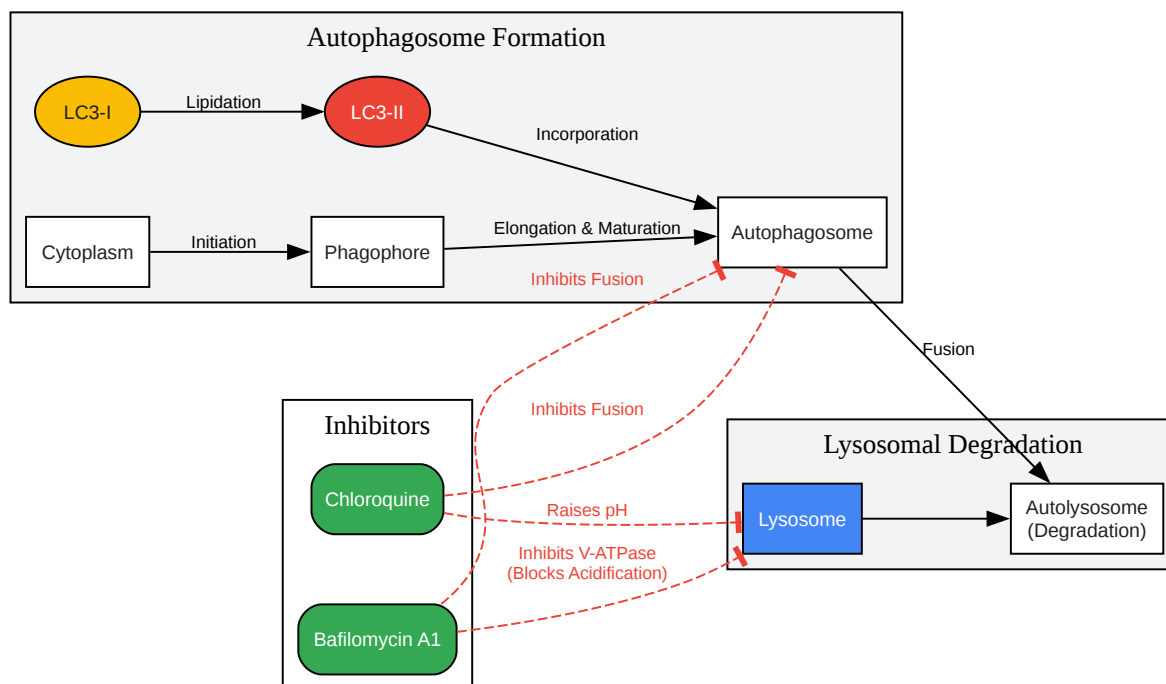 Autophagosome Formation
LC3-I
Lipidation
LC3-II
Incorporation
Cytoplasm
Initiation
Phagophore
Elongation & Maturation
Autophagosome
Inhibits Fusion
Fusion
Inhibitors
Inhibits Fusion
Chloroquine
Raises pH
Inhibits V-ATPase
(Blocks Acidification)
Bafilomycin A1
Lysosomal Degradation
Lysosome
Autolysosome
(Degradation)